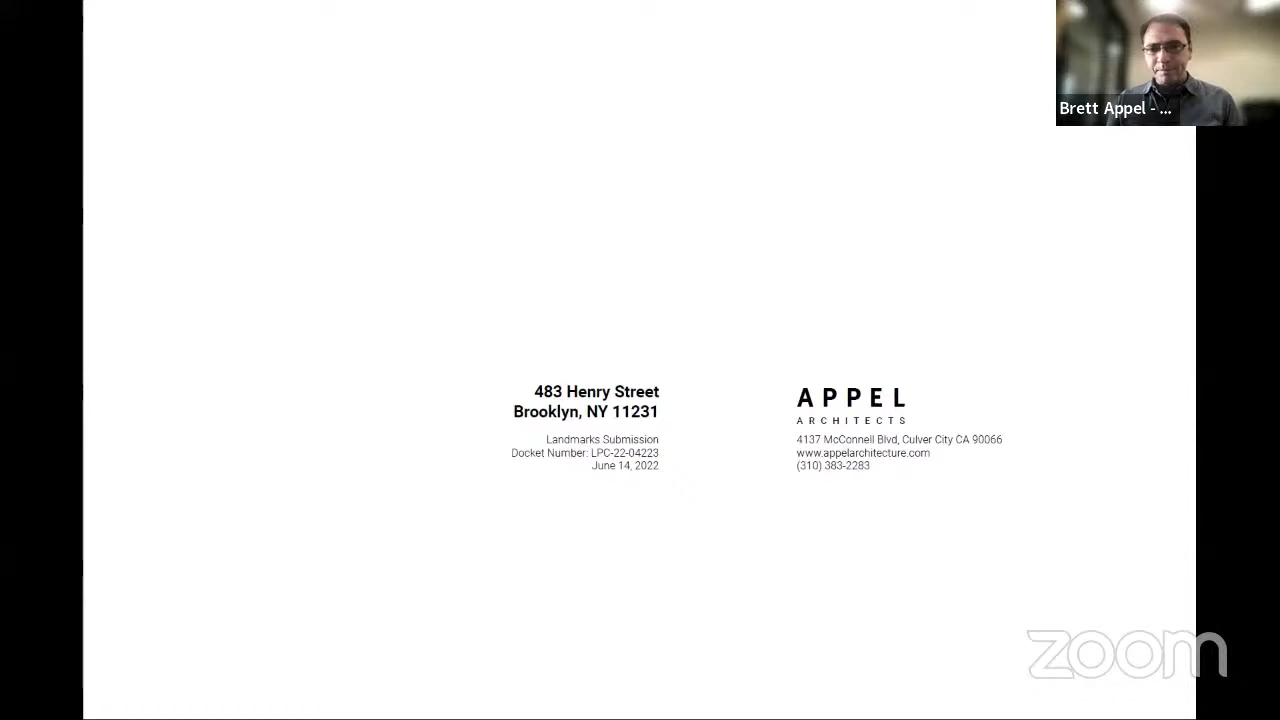 Brett Appel - ...
483 Henry Street
Brooklyn, NY 11231
Landmarks Submission
Docket Number: LPC-22-04223
June 14, 2022
APPEL
ARCHITECTS
4137 McConnell Blvd, Culver City CA 90066
www.appelarchitecture.com
(310) 383-2283
zoom